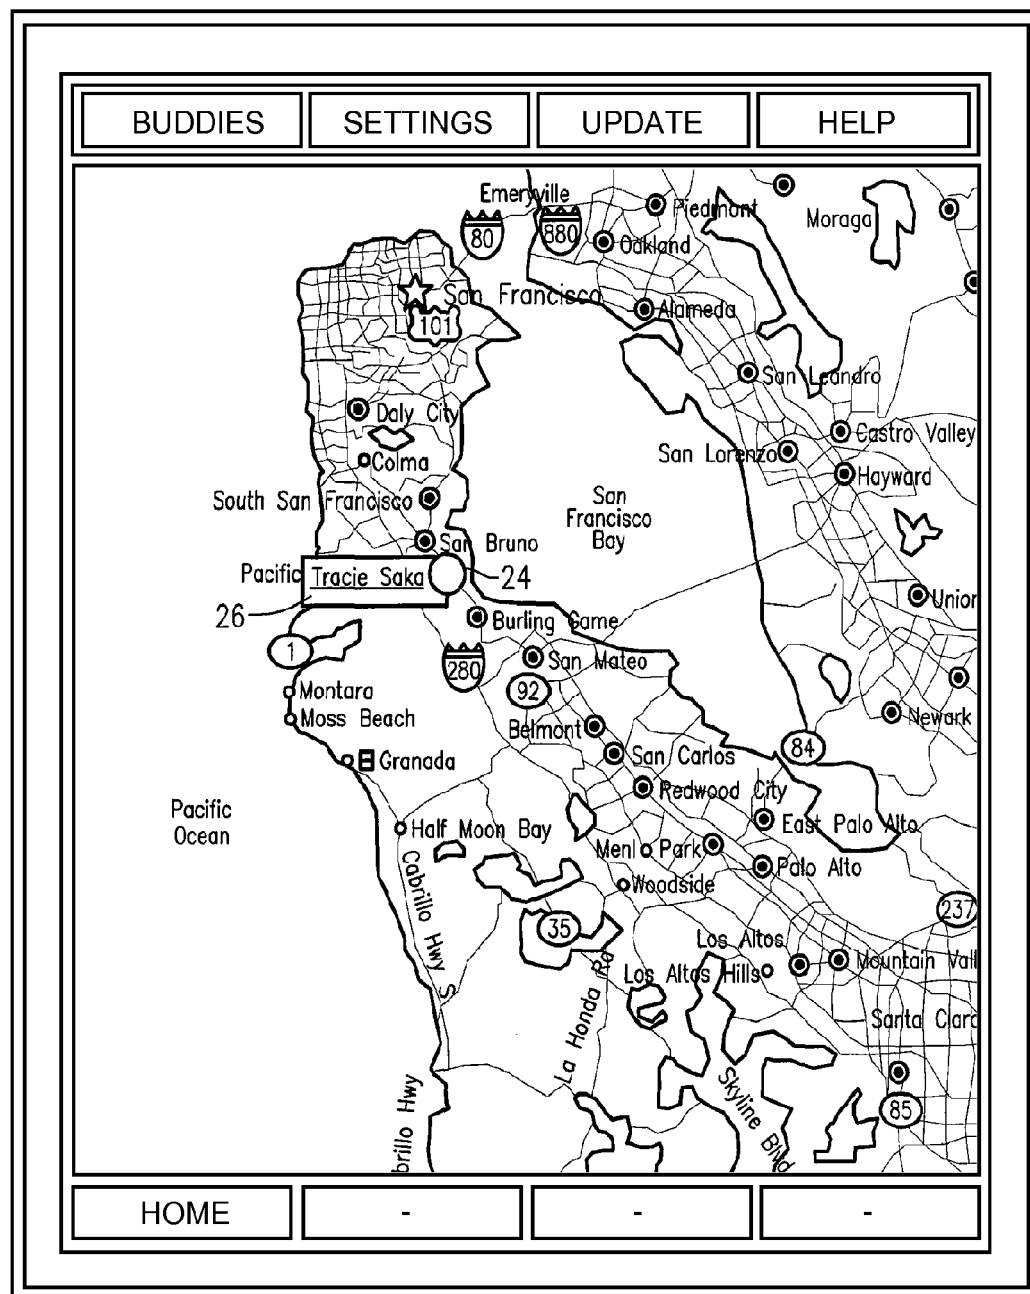 BUDDIES
SETTINGS
UPDATE
HELP
Emeryville
Piedmont
Moraga
80
880
Oakland
San Francisco
Alameda
101
San Leandro
Daly City
Castro Valley
Colma
San Lorenzo
Hayward
South San Francisco
San
Francisco
Bay
San Bruno
Pacific
Tracie Saka
24
26
Union
Burling Game
1
280
San Mateo
92
Montara
Moss Beach
Belmont
Newark
84
San Carlos
Granada
Redwood City
Pacific
Ocean
Half Moon Bay
East Palo Alto
Menl Park
Palo Alto
Woodside
Cabrillo Hwy S
35
237
Los Altos
Los Altos Hills
Mountain Vall
La Honda Rd
Santa Clara
Skyline Blvd
85
brillo Hwy
HOME
-
-
-